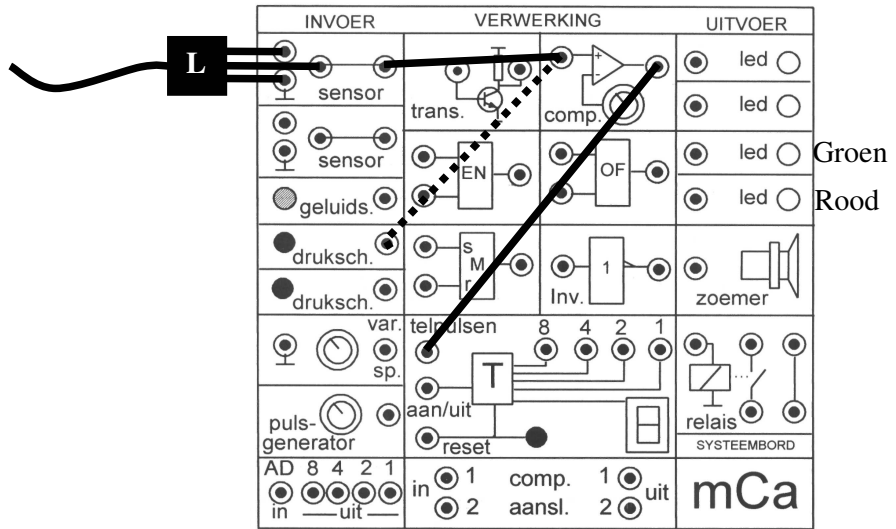 INVOER
VERWERKING
UITVOER
L
sensor
trans.
+
-
comp.
led
led
sensor
EN
OF
led
Groen
led
Rood
geluids.
druksch.
druksch.
s
M
r
1
Inv.
zoemer
var.
sp.
telpulsen
8 4 2 1
T
aan/uit
reset
relais
puls-
generator
SYSTEEMBORD
AD 8 4 2 1
in uit
in 1 comp. 1 uit
2 aansl. 2
mCa